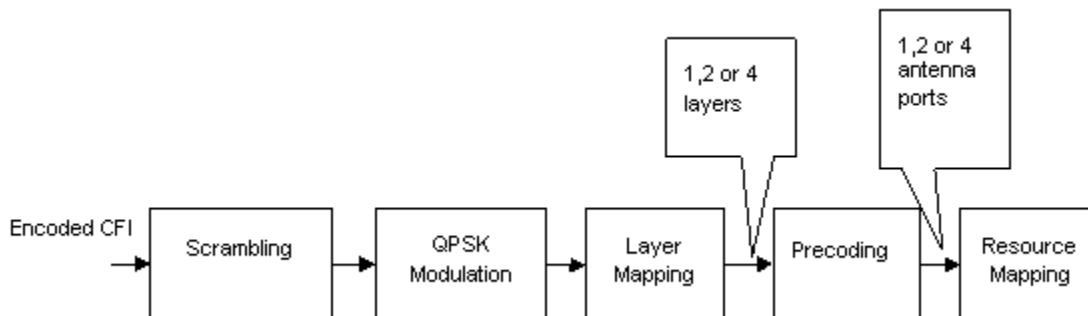 1,2 or 4
layers
1,2 or 4
antenna
ports
Encoded CFI
Scrambling
QPSK
Modulation
Layer
Mapping
Precoding
Resource
Mapping